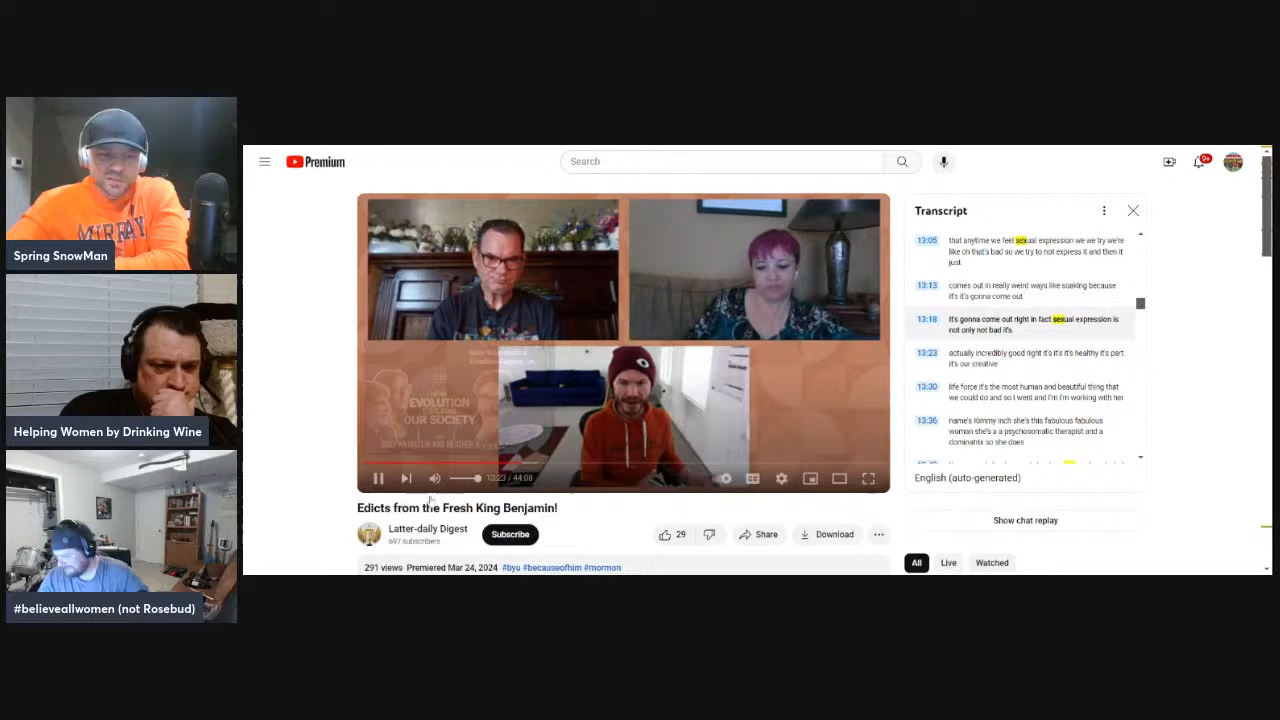 MURRAY
Spring SnowMan
Helping Women by Drinking Wine
#believeallwomen (not Rosebud)
Premium
Search
9+
EVOLUTION
OUR SOCIETY
13:23 / 44:08
Edicts from the Fresh King Benjamin!
Latter-daily Digest
697 subscribers
Subscribe
29
Share
Download
291 views Premiered Mar 24, 2024 #byu #becauseofhim #mormon
Transcript
13:05 that anytime we feel sexual expression we we try we're
like oh that's bad so we try to not express it and then it
just
13:13 comes out in really weird ways like soaking because
it's it's gonna come out
13:18 it's gonna come out right in fact sexual expression is
not only not bad it's
13:23 actually incredibly good right it's it's it's healthy it's part
it's our creative
13:30 life force it's the most human and beautiful thing that
we could do and so I went and i'm I'm working with her
13:36 name's Kimmy inch she's this fabulous fabulous
woman she's a a psychosomatic therapist and a
dominatrix so she does
English (auto-generated)
Show chat replay
All
Live
Watched